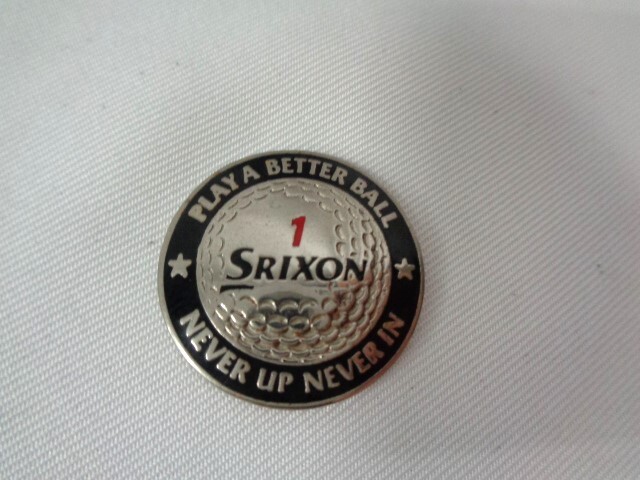 PLAY A BETTER BALL
1
SRIXON
NEVER UP NEVER IN